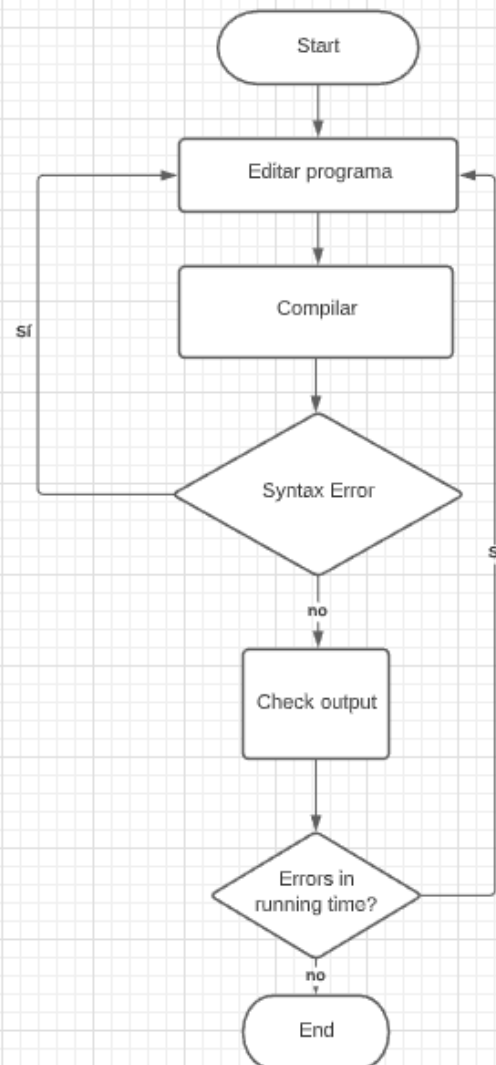 Start
Editar programa
Compilar
Sí
Syntax Error
no
Check output
Errors in
running time?
no
End